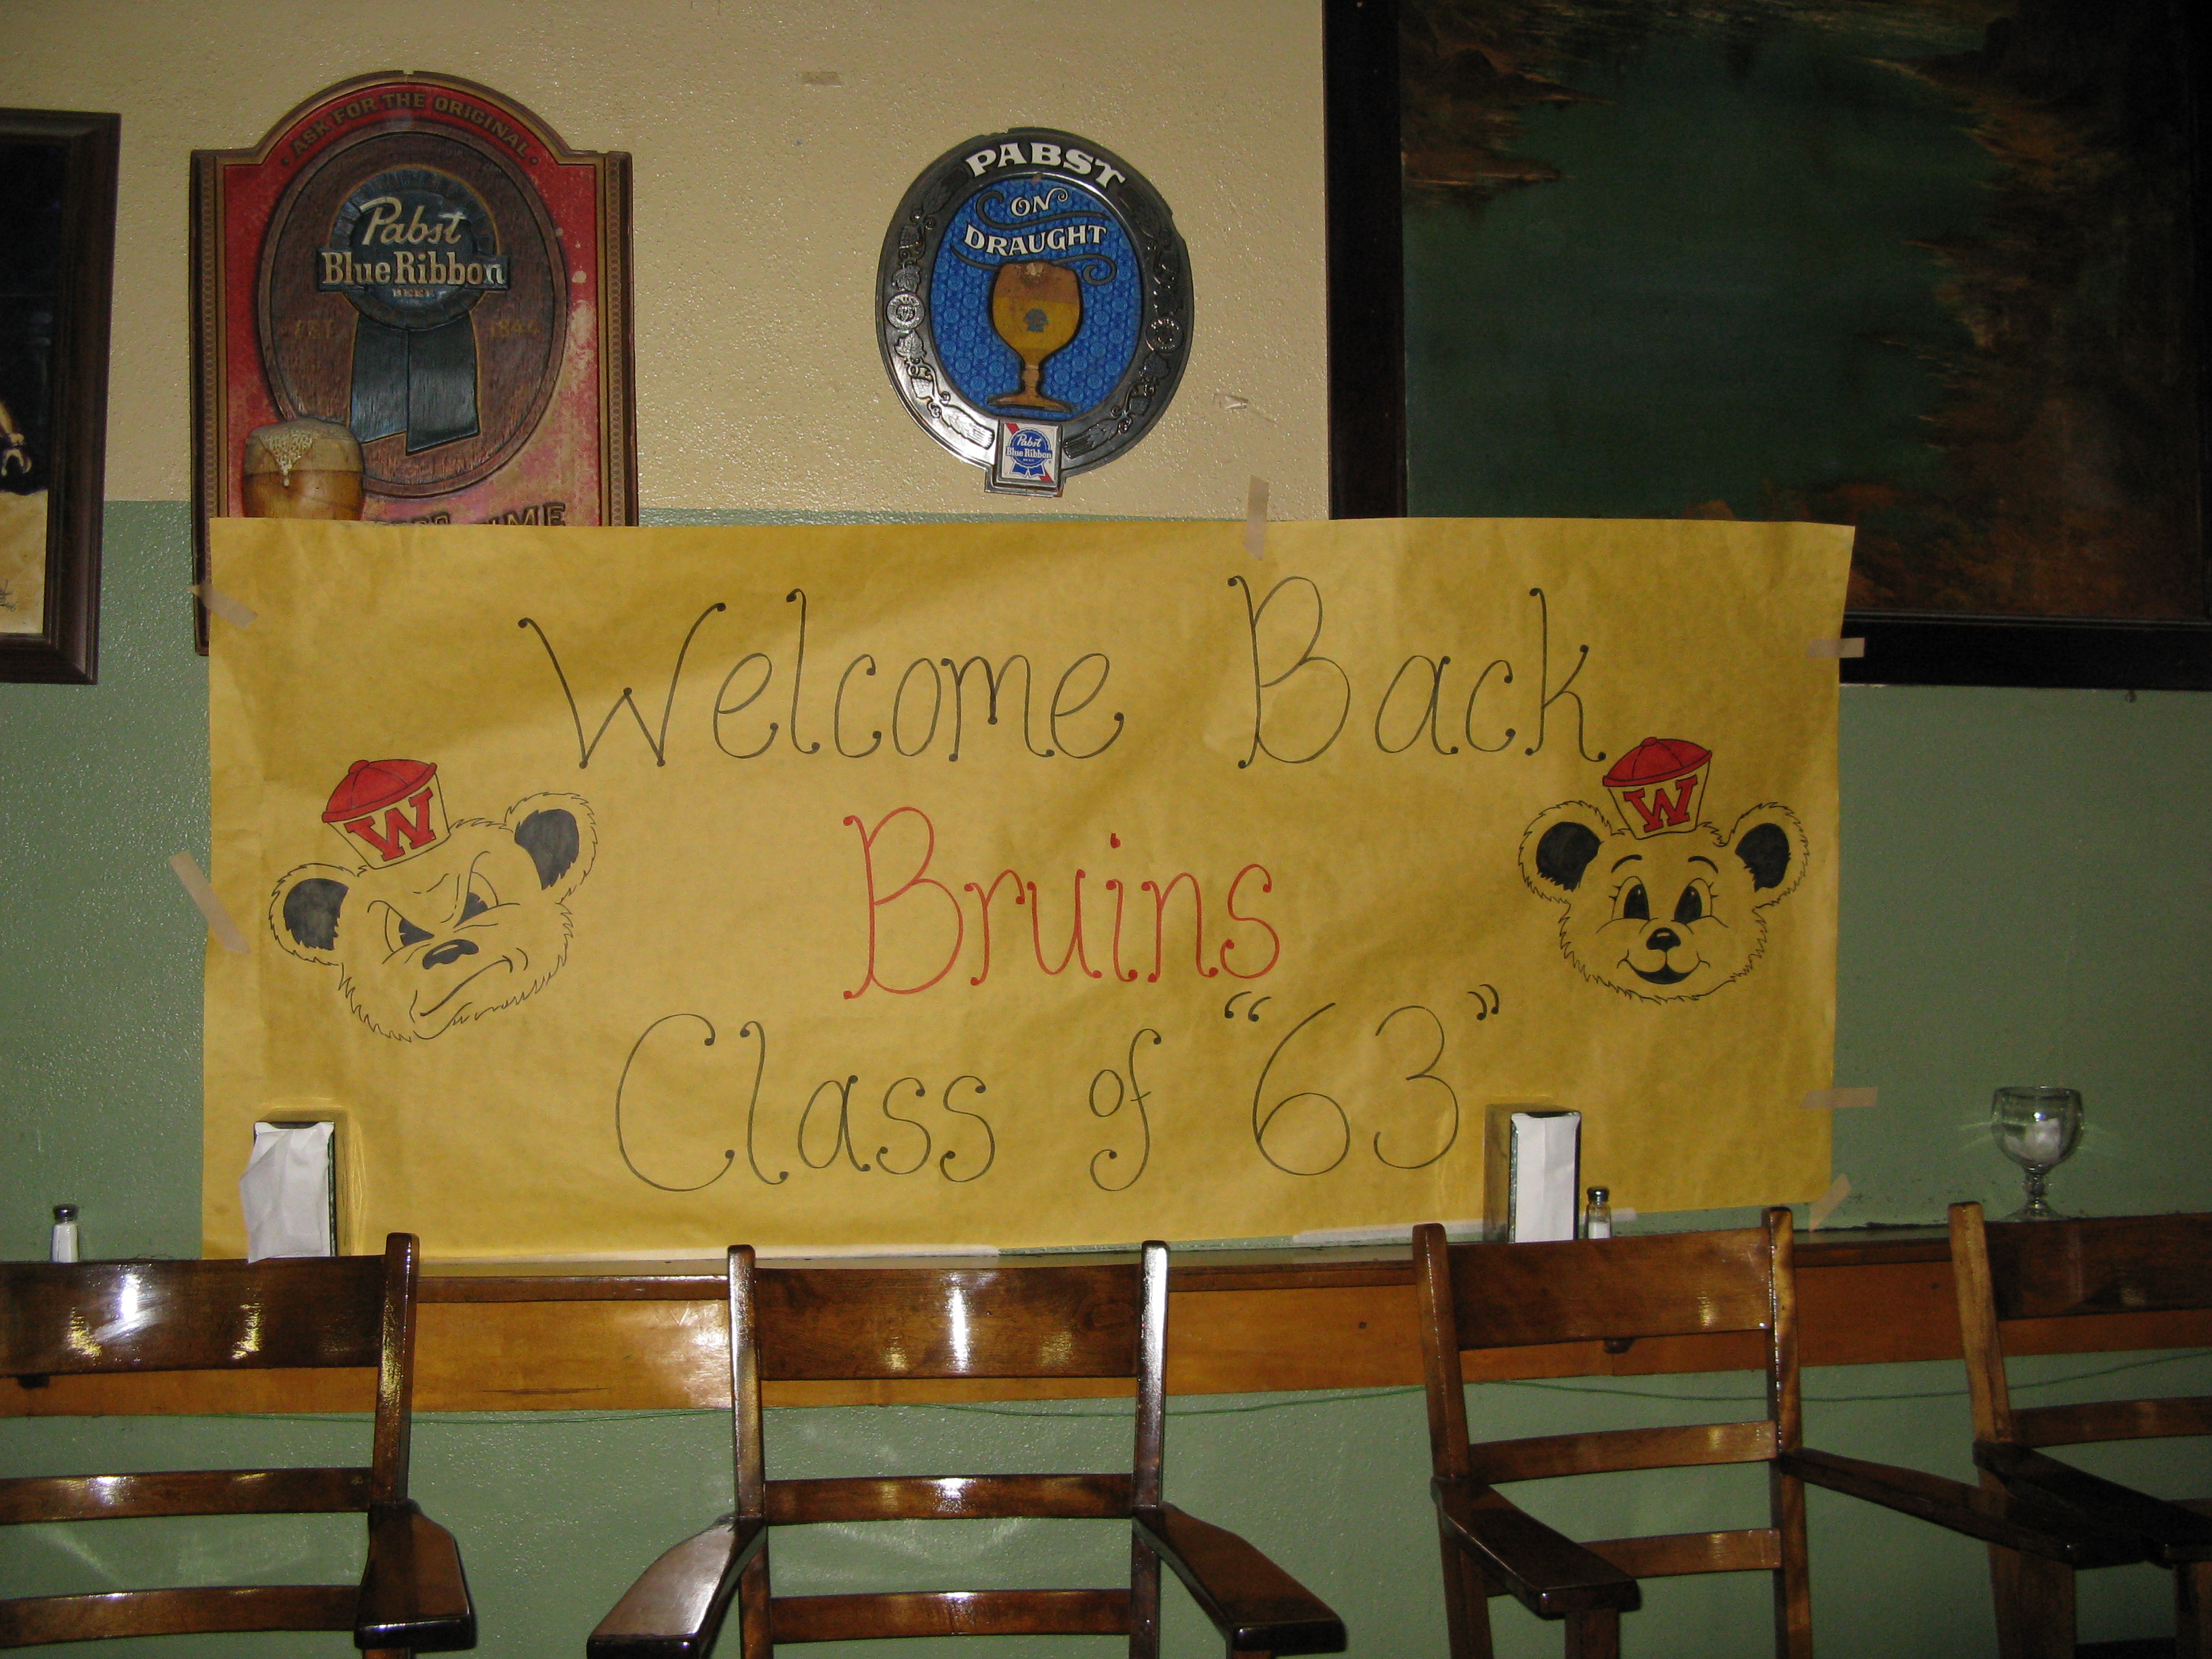 ASK FOR THE ORIGINAL
Pabst
Blue Ribbon
BEER
EST. 1844
PABST
ON
DRAUGHT
Pabst
Blue Ribbon
Welcome Back
W
W
Bruins
Class of "63"